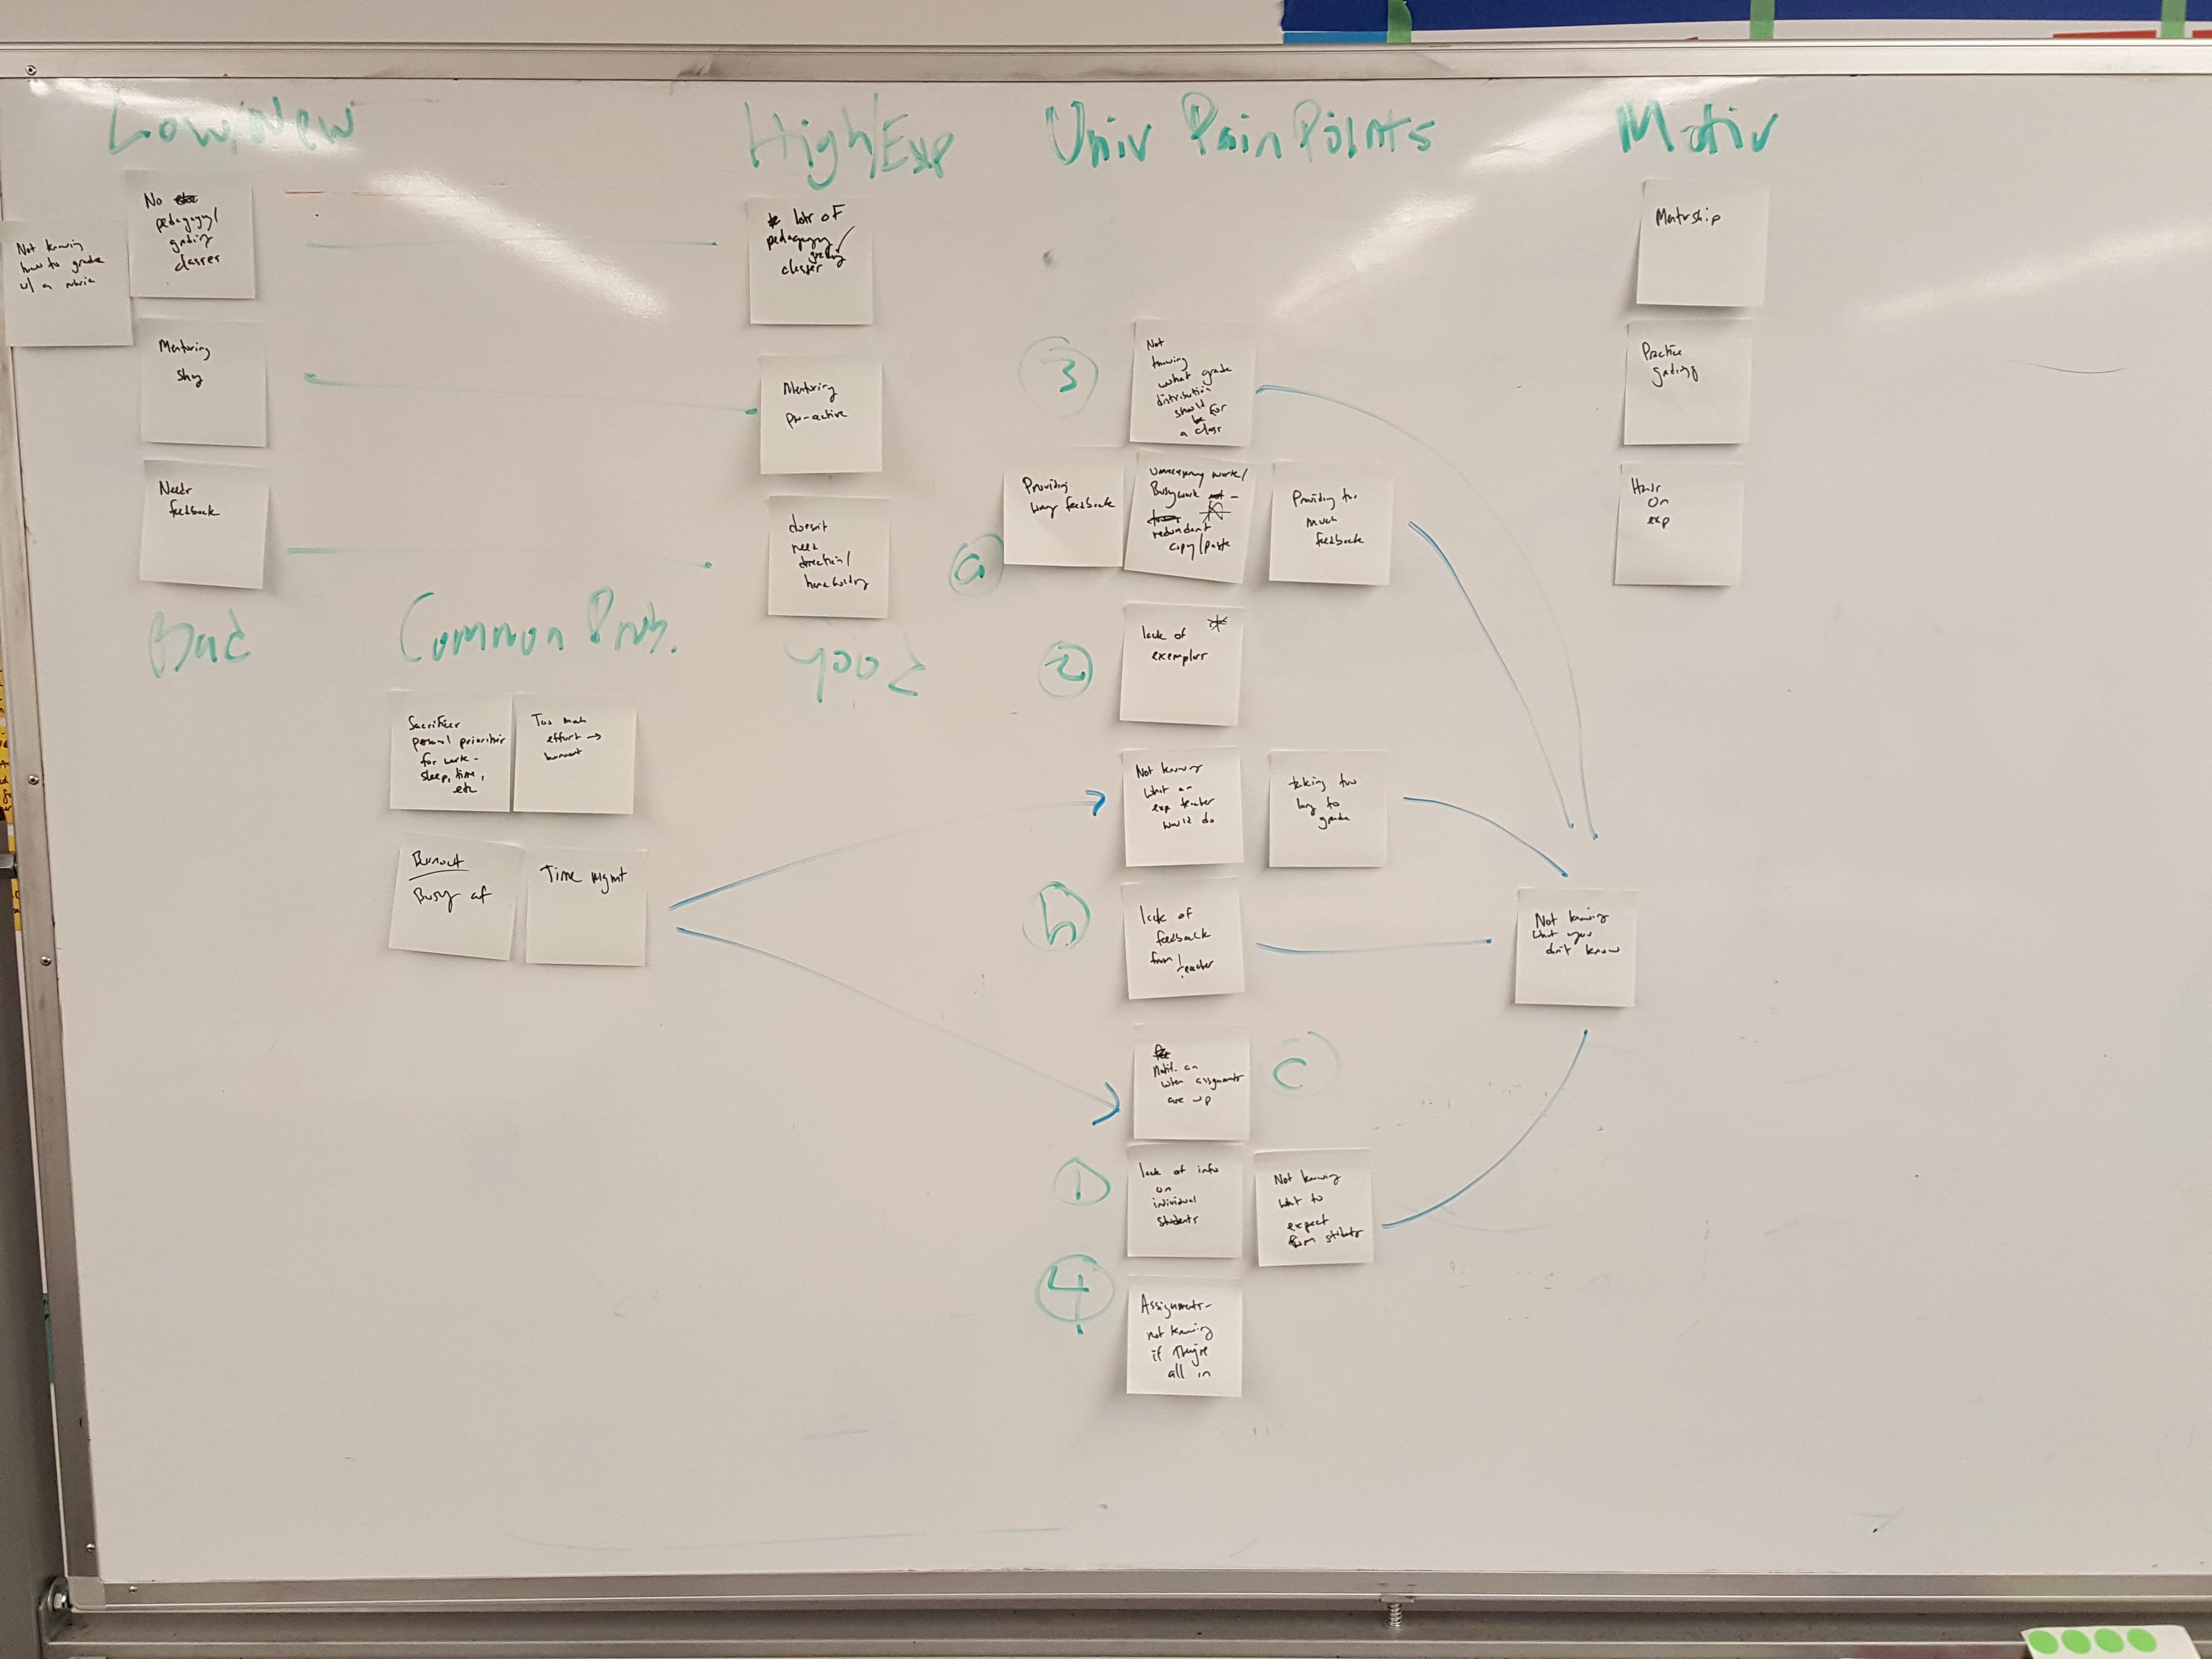 Low/New
High/Exp
Univ Pain Points
Motiv
Not knowing
how to grade
w/ a rubric
No
pedagogy/
grading
classes
Mentoring
shy
Needs
feedback
Bad
lots of
pedagogy/
grading
classes
Mentoring
pro-active
doesn't
need
direction/
handholding
good
Common Prob.
Sacrifices
personal priorities
for work -
sleep, time,
etc
Too much
effort →
burnout
Burnout
Busy af
Time mgmt
3
Not
knowing
what grade
distribution
should
be for
a class
a
Providing
long feedback
Unnecessary work/
Busywork
redundant
copy/paste
Providing too
much
feedback
2
lack of
exemplars
Not knowing
what an
exp teacher
would do
taking too
long to
grade
b
lack of
feedback
from
teacher
Notif. on
when assignments
are up
c
1
lack of info
on
individual
students
Not knowing
what to
expect
from students
4
Assignments-
not knowing
if they're
all in
Not knowing
what you
don't know
Mentorship
Practice
grading
Hands
on
exp